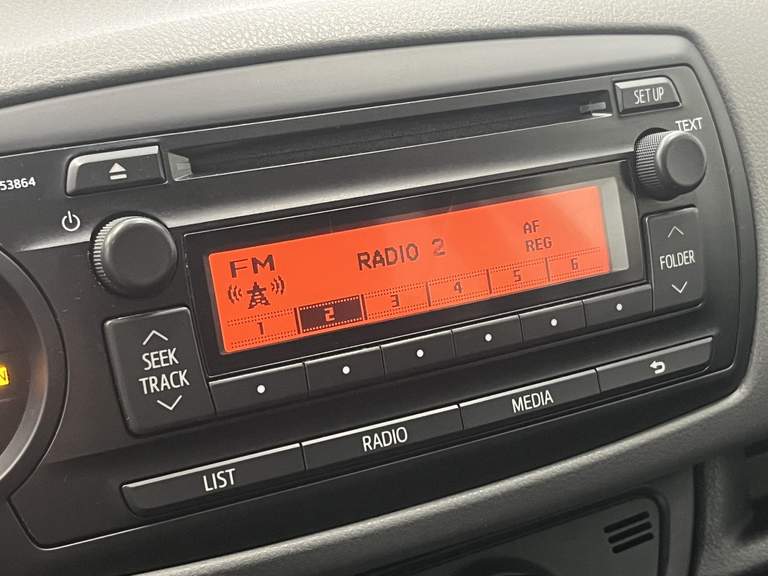 SET UP
TEXT
53864
FM
RADIO 2
AF
REG
1 2 3 4 5 6
FOLDER
SEEK
TRACK
LIST
RADIO
MEDIA